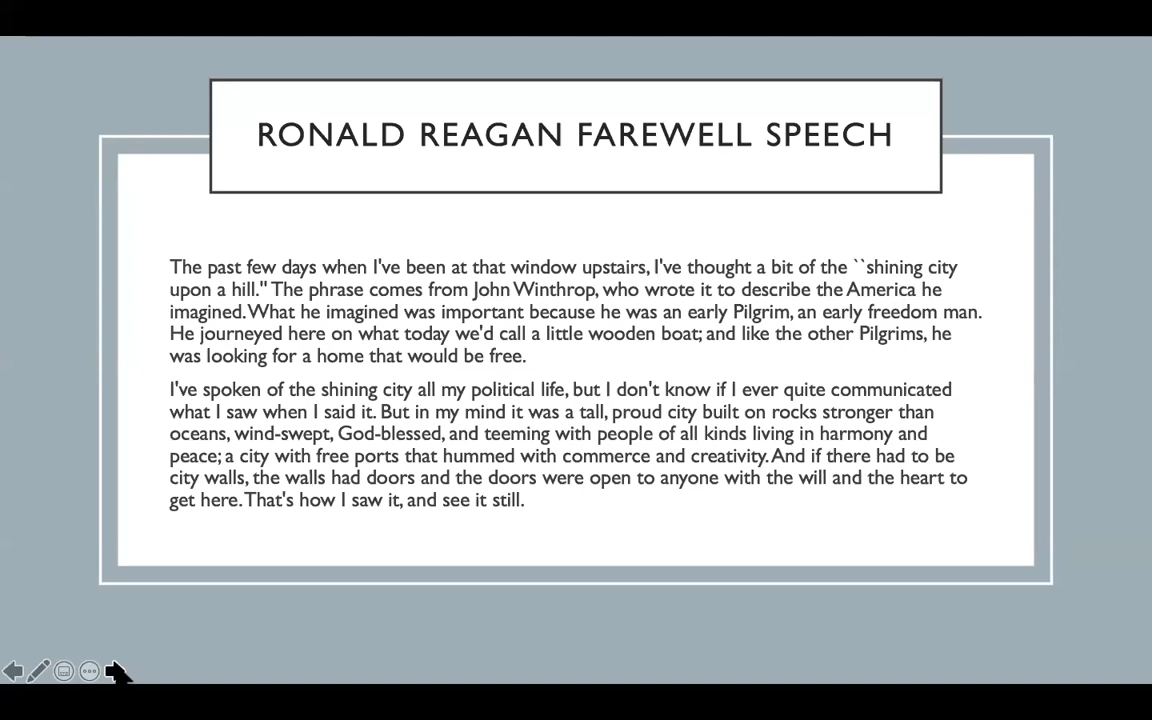 RONALD REAGAN FAREWELL SPEECH
The past few days when I've been at that window upstairs, I've thought a bit of the ``shining city
upon a hill.'' The phrase comes from John Winthrop, who wrote it to describe the America he
imagined. What he imagined was important because he was an early Pilgrim, an early freedom man.
He journeyed here on what today we'd call a little wooden boat; and like the other Pilgrims, he
was looking for a home that would be free.
I've spoken of the shining city all my political life, but I don't know if I ever quite communicated
what I saw when I said it. But in my mind it was a tall, proud city built on rocks stronger than
oceans, wind-swept, God-blessed, and teeming with people of all kinds living in harmony and
peace; a city with free ports that hummed with commerce and creativity. And if there had to be
city walls, the walls had doors and the doors were open to anyone with the will and the heart to
get here. That's how I saw it, and see it still.